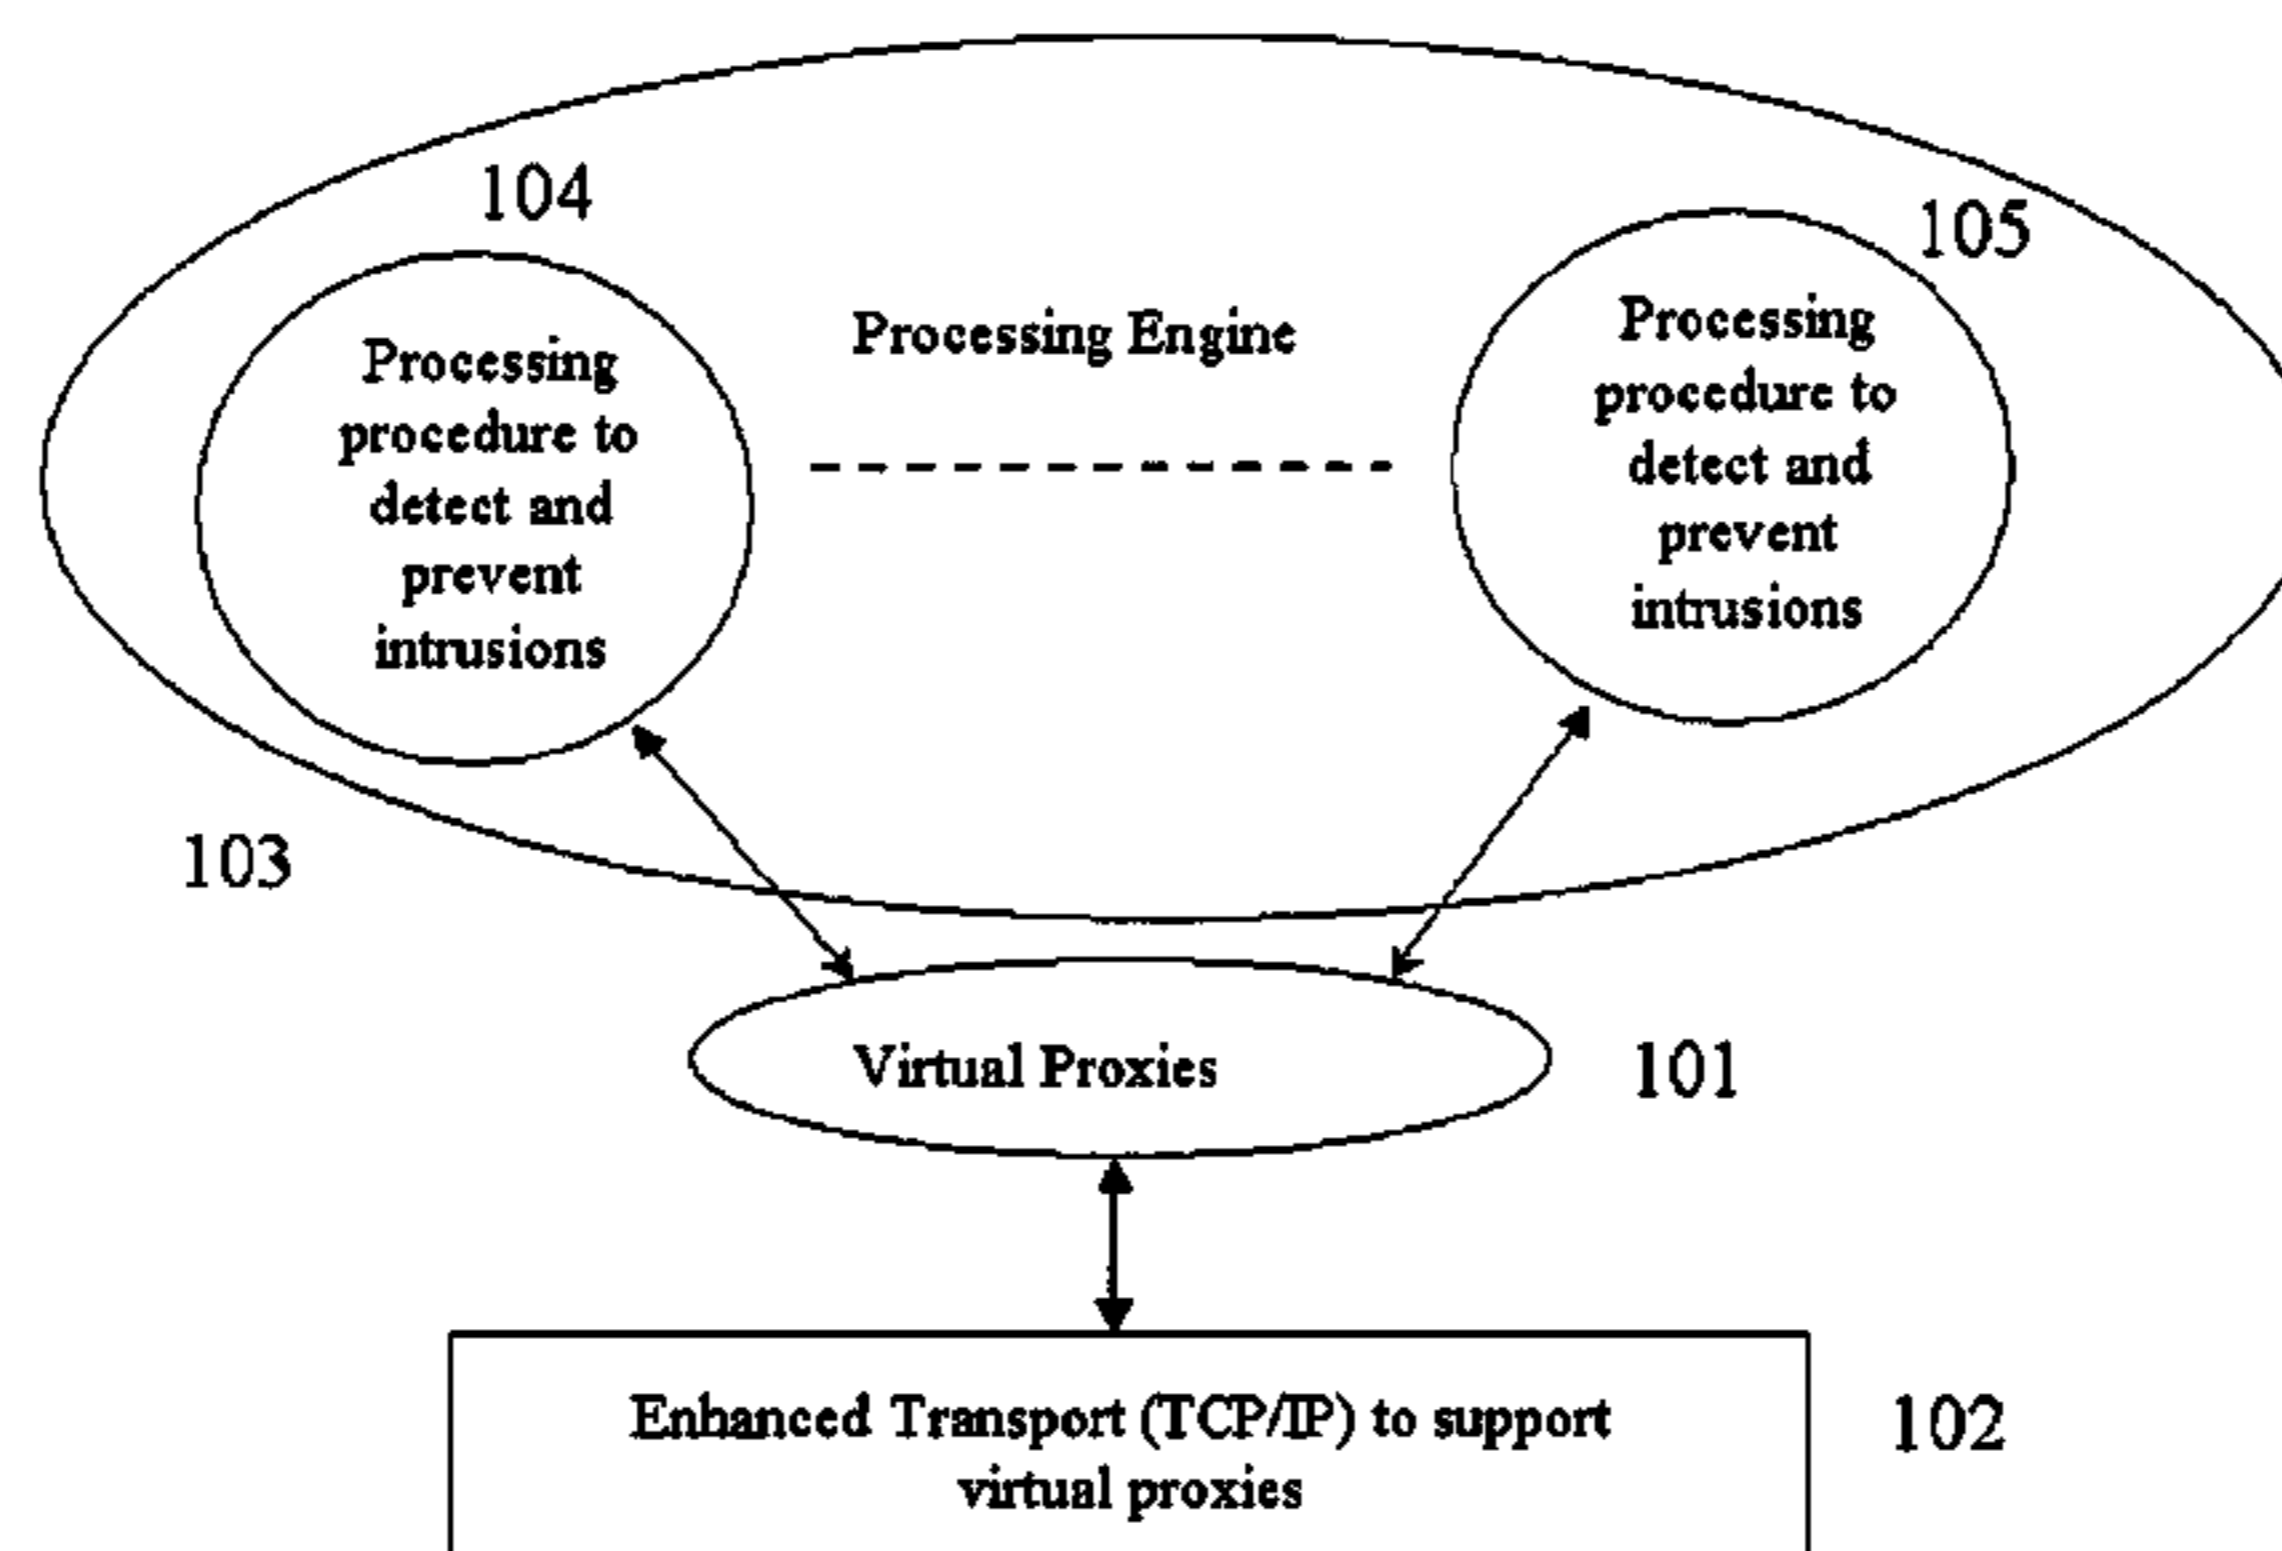 104
105
Processing Engine
Processing
procedure to
detect and
prevent
intrusions
Processing
procedure to
detect and
prevent
intrusions
103
Virtual Proxies
101
Enhanced Transport (TCP/IP) to support
virtual proxies
102